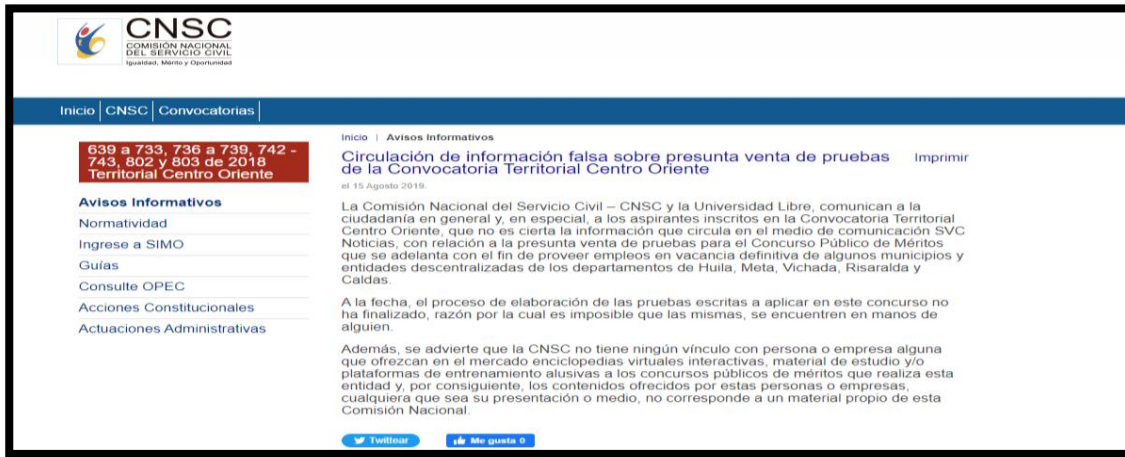 CNSC
COMISIÓN NACIONAL
DEL SERVICIO CIVIL
Igualdad, Mérito y Oportunidad
Inicio | CNSC | Convocatorias |
639 a 733, 736 a 739, 742 -
743, 802 y 803 de 2018
Territorial Centro Oriente
Avisos Informativos
Normatividad
Ingrese a SIMO
Guías
Consulte OPEC
Acciones Constitucionales
Actuaciones Administrativas
Inicio | Avisos Informativos
Circulación de información falsa sobre presunta venta de pruebas Imprimir
de la Convocatoria Territorial Centro Oriente
el 15 Agosto 2019.
La Comisión Nacional del Servicio Civil – CNSC y la Universidad Libre, comunican a la
ciudadanía en general y, en especial, a los aspirantes inscritos en la Convocatoria Territorial
Centro Oriente, que no es cierta la información que circula en el medio de comunicación SVC
Noticias, con relación a la presunta venta de pruebas para el Concurso Público de Méritos
que se adelanta con el fin de proveer empleos en vacancia definitiva de algunos municipios y
entidades descentralizadas de los departamentos de Huila, Meta, Vichada, Risaralda y
Caldas.
A la fecha, el proceso de elaboración de las pruebas escritas a aplicar en este concurso no
ha finalizado, razón por la cual es imposible que las mismas, se encuentren en manos de
alguien.
Además, se advierte que la CNSC no tiene ningún vínculo con persona o empresa alguna
que ofrezcan en el mercado enciclopedias virtuales interactivas, material de estudio y/o
plataformas de entrenamiento alusivas a los concursos públicos de méritos que realiza esta
entidad y, por consiguiente, los contenidos ofrecidos por estas personas o empresas,
cualquiera que sea su presentación o medio, no corresponde a un material propio de esta
Comisión Nacional.
Twittear Me gusta 0